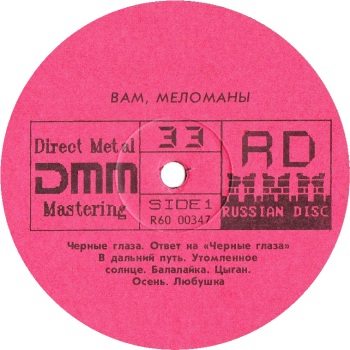 ВАМ, МЕЛОМАНЫ
Direct Metal
DMM
Mastering
33
SIDE 1
R60 00347
RD
RUSSIAN DISC
Черные глаза. Ответ на «Черные глаза»
В дальний путь. Утомленное
солнце. Балалайка. Цыган.
Осень. Любушка